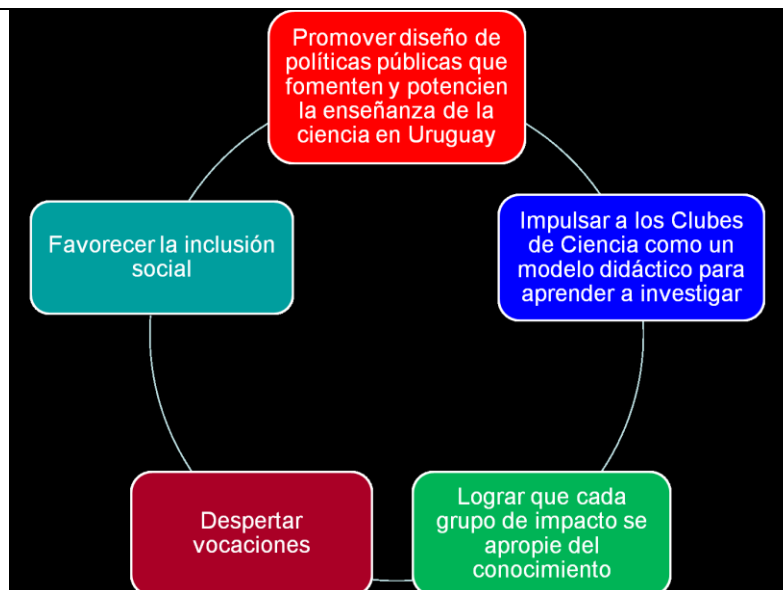 Promover diseño de
políticas públicas que
fomenten y potencien
la enseñanza de la
ciencia en Uruguay
Impulsar a los Clubes
de Ciencia como un
modelo didáctico para
aprender a investigar
Lograr que cada
grupo de impacto se
apropie del
conocimiento
Despertar
vocaciones
Favorecer la inclusión
social